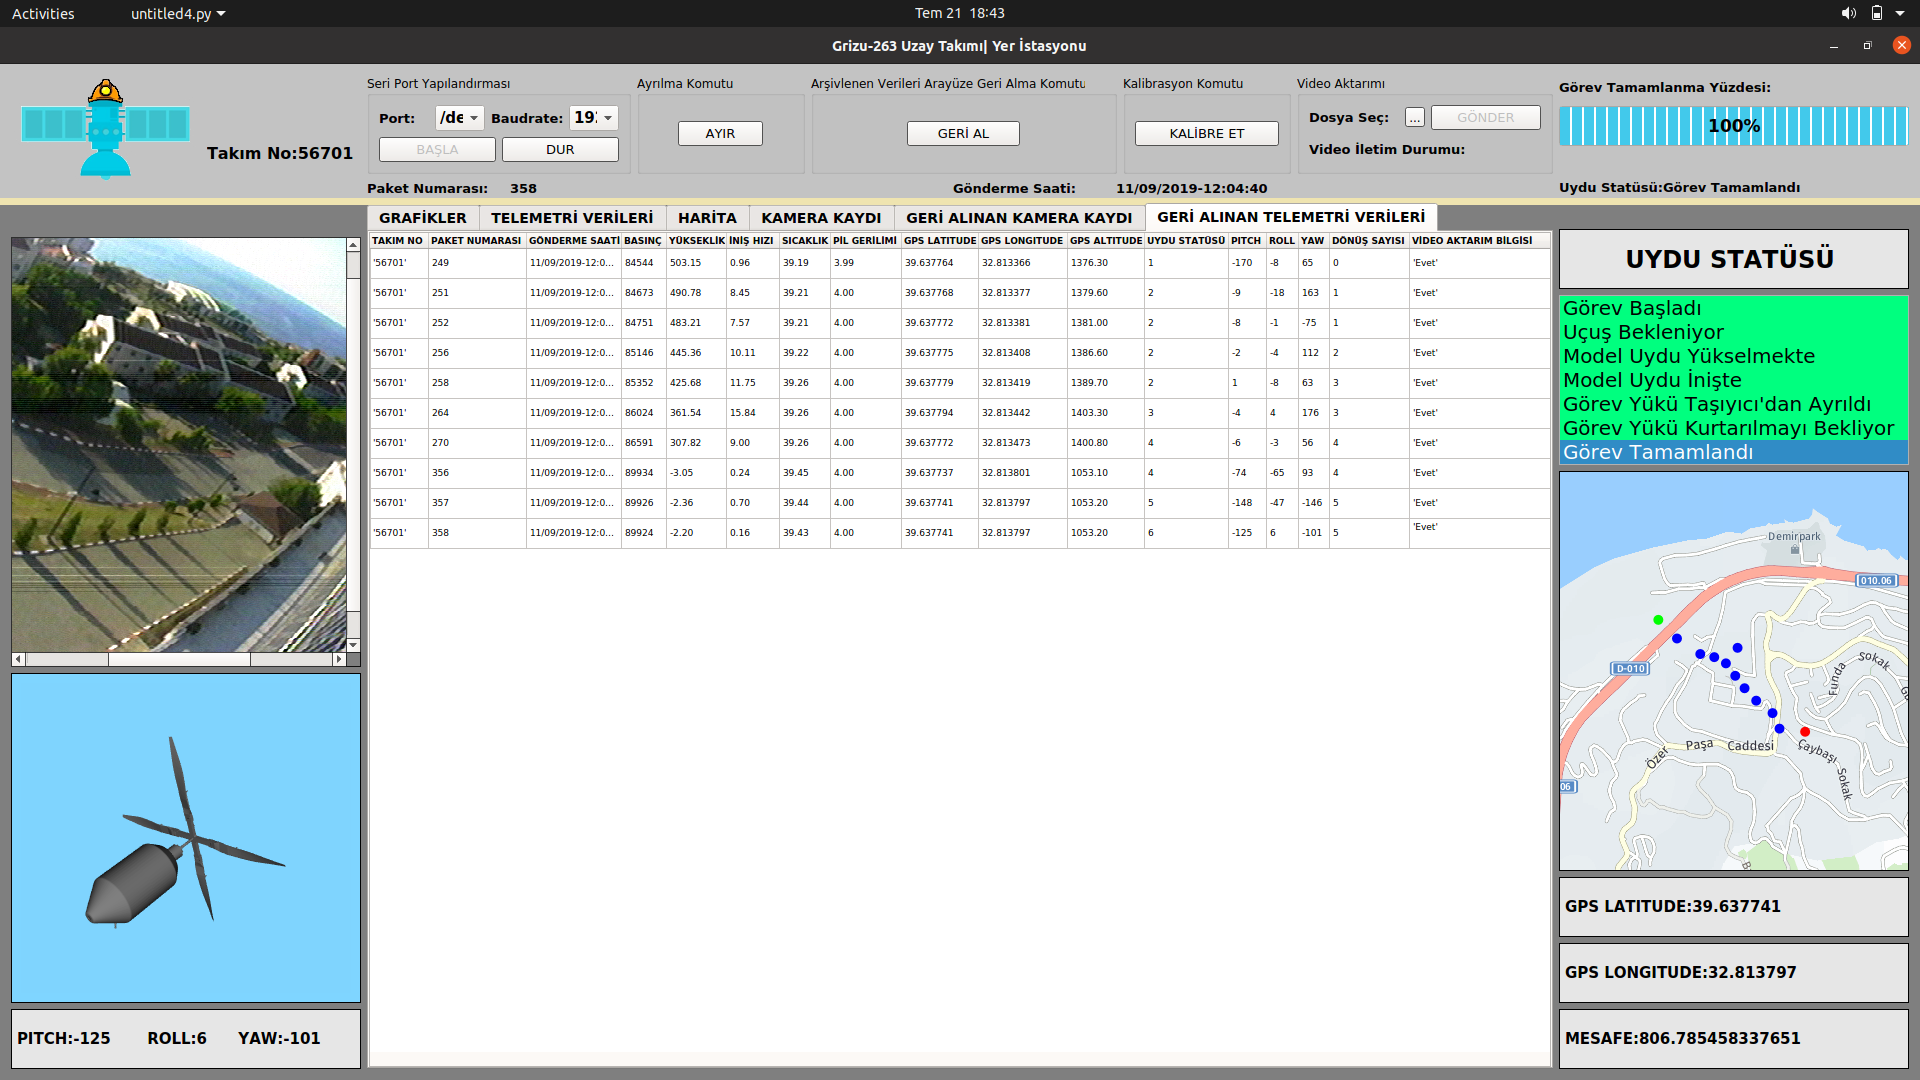 Activities untitled4.py Tem 21 18:43
Grizu-263 Uzay Takımı| Yer İstasyonu
Seri Port Yapılandırması Ayrılma Komutu Arşivlenen Verileri Arayüze Geri Alma Komutu Kalibrasyon Komutu Video Aktarımı
Görev Tamamlanma Yüzdesi:
Port: /de Baudrate: 19 Dosya Seç: ... GÖNDER
100%
AYIR GERİ AL KALİBRE ET
BAŞLA DUR Video İletim Durumu:
Takım No:56701
Paket Numarası: 358 Gönderme Saati: 11/09/2019-12:04:40 Uydu Statüsü:Görev Tamamlandı
GRAFİKLER TELEMETRİ VERİLERİ HARİTA KAMERA KAYDI GERİ ALINAN KAMERA KAYDI GERİ ALINAN TELEMETRİ VERİLERİ
TAKIM NO PAKET NUMARASI GÖNDERME SAATİ BASINÇ YÜKSEKLİK İNİŞ HIZI SICAKLIK PİL GERİLİMİ GPS LATITUDE GPS LONGITUDE GPS ALTITUDE UYDU STATÜSÜ PITCH ROLL YAW DÖNÜŞ SAYISI VİDEO AKTARIM BİLGİSİ
'56701' 249 11/09/2019-12:0... 84544 503.15 0.96 39.19 3.99 39.637764 32.813366 1376.30 1 -170 -8 65 0 'Evet'
'56701' 251 11/09/2019-12:0... 84673 490.78 8.45 39.21 4.00 39.637768 32.813377 1379.60 2 -9 -18 163 1 'Evet'
'56701' 252 11/09/2019-12:0... 84751 483.21 7.57 39.21 4.00 39.637772 32.813381 1381.00 2 -8 -1 -75 1 'Evet'
'56701' 256 11/09/2019-12:0... 85146 445.36 10.11 39.22 4.00 39.637775 32.813408 1386.60 2 -2 -4 112 2 'Evet'
'56701' 258 11/09/2019-12:0... 85352 425.68 11.75 39.26 4.00 39.637779 32.813419 1389.70 2 1 -8 63 3 'Evet'
'56701' 264 11/09/2019-12:0... 86024 361.54 15.84 39.26 4.00 39.637794 32.813442 1403.30 3 -4 4 176 3 'Evet'
'56701' 270 11/09/2019-12:0... 86591 307.82 9.00 39.26 4.00 39.637772 32.813473 1400.80 4 -6 -3 56 4 'Evet'
'56701' 356 11/09/2019-12:0... 89934 -3.05 0.24 39.45 4.00 39.637737 32.813801 1053.10 4 -74 -65 93 4 'Evet'
'56701' 357 11/09/2019-12:0... 89926 -2.36 0.70 39.44 4.00 39.637741 32.813797 1053.20 5 -148 -47 -146 5 'Evet'
'56701' 358 11/09/2019-12:0... 89924 -2.20 0.16 39.43 4.00 39.637741 32.813797 1053.20 6 -125 6 -101 5 'Evet'
UYDU STATÜSÜ
Görev Başladı
Uçuş Bekleniyor
Model Uydu Yükselmekte
Model Uydu İnişte
Görev Yükü Taşıyıcı'dan Ayrıldı
Görev Yükü Kurtarılmayı Bekliyor
Görev Tamamlandı
Demirpark
010.06
D-010
Funda
Sokak
Özer Paşa Caddesi
Çaybaşı Sokak
06
GPS LATITUDE:39.637741
GPS LONGITUDE:32.813797
MESAFE:806.785458337651
PITCH:-125 ROLL:6 YAW:-101